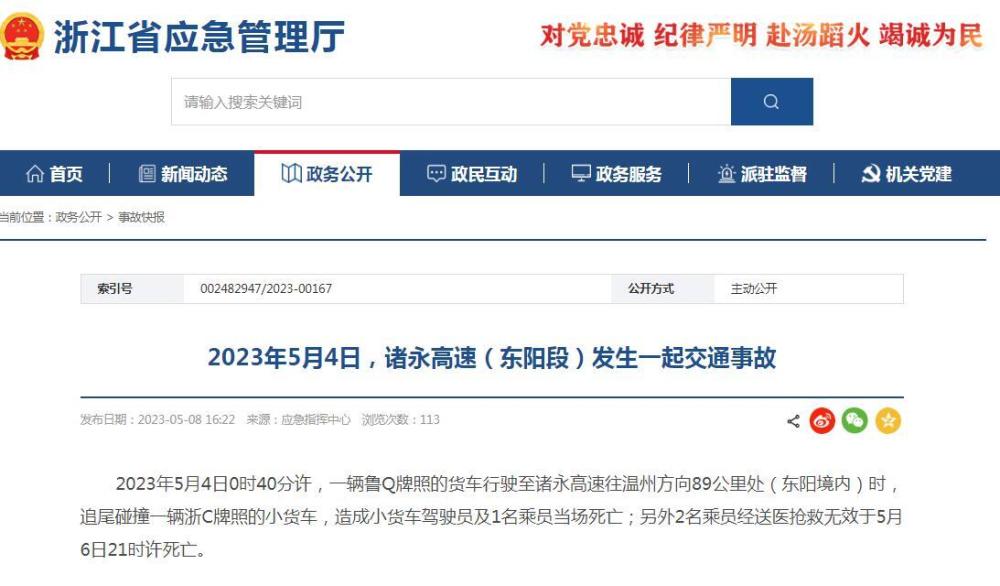 浙江省应急管理厅
对党忠诚 纪律严明 赴汤蹈火 竭诚为民
请输入搜索关键词
首页 新闻动态 政务公开 政民互动 政务服务 派驻监督 机关党建
当前位置：政务公开 > 事故快报
索引号 002482947/2023-00167 公开方式 主动公开
2023年5月4日，诸永高速（东阳段）发生一起交通事故
发布日期：2023-05-08 16:22 来源：应急指挥中心 浏览次数：113
2023年5月4日0时40分许，一辆鲁Q牌照的货车行驶至诸永高速往温州方向89公里处（东阳境内）时，
追尾碰撞一辆浙C牌照的小货车，造成小货车驾驶员及1名乘员当场死亡；另外2名乘员经送医抢救无效于5月
6日21时许死亡。